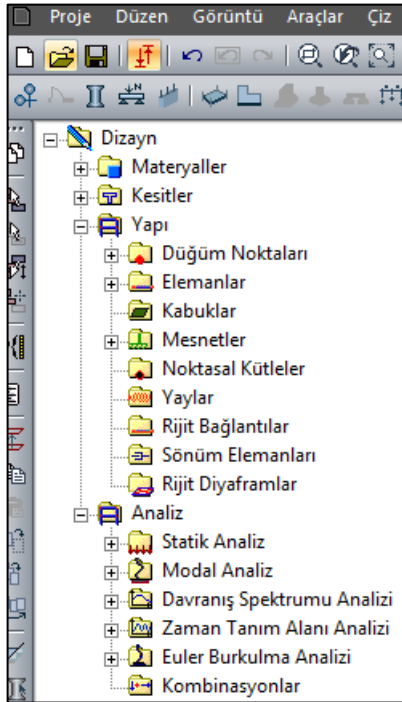 Proje Düzen Görüntü Araçlar Çiz
Dizayn
Materyaller
Kesitler
Yapı
Düğüm Noktaları
Elemanlar
Kabuklar
Mesnetler
Noktasal Kütleler
Yaylar
Rijit Bağlantılar
Sönüm Elemanları
Rijit Diyaframlar
Analiz
Statik Analiz
Modal Analiz
Davranış Spektrumu Analizi
Zaman Tanım Alanı Analizi
Euler Burkulma Analizi
Kombinasyonlar